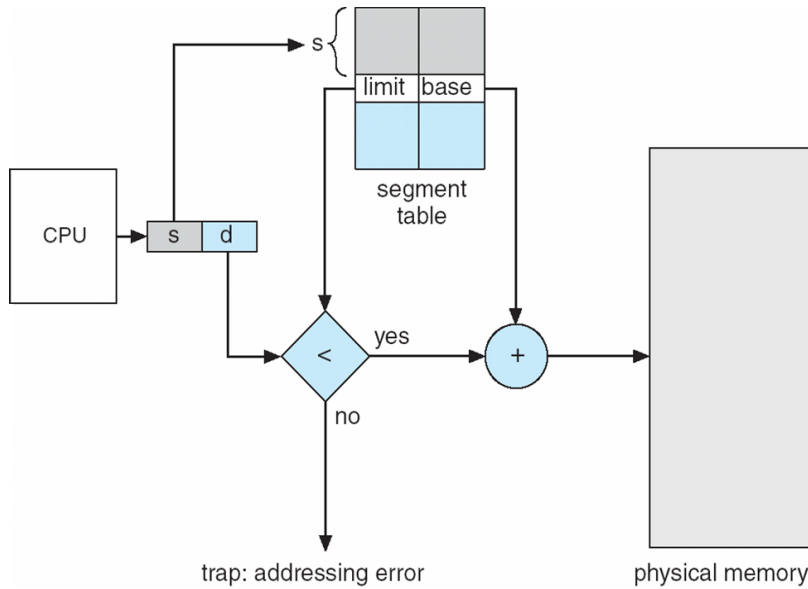 s
limit base
segment
table
CPU
s d
<
yes
+
no
trap: addressing error
physical memory